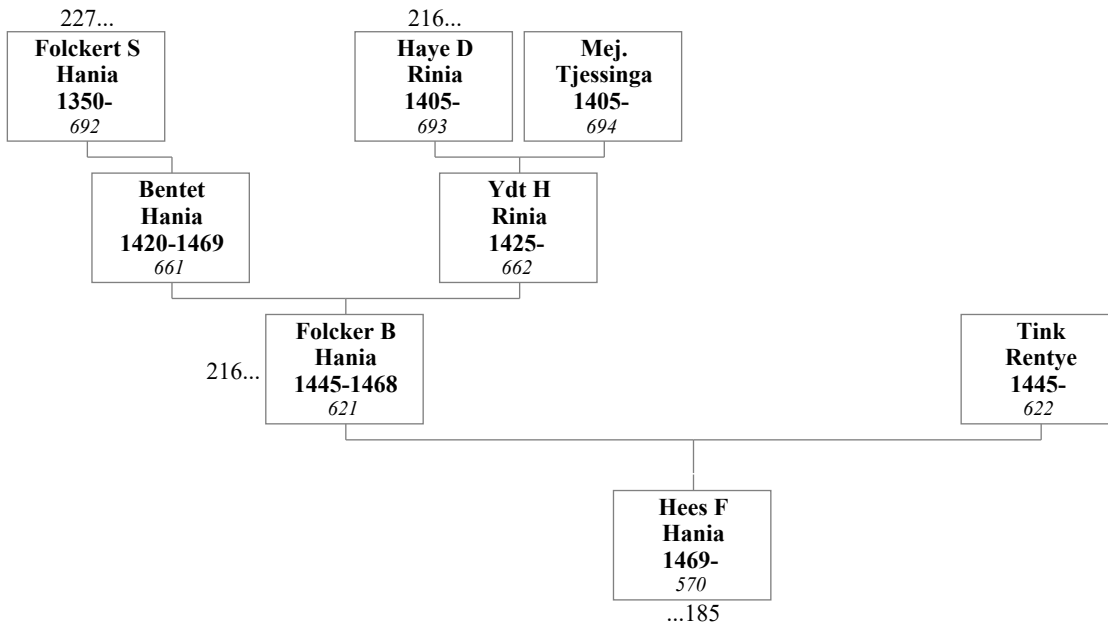 227...
Folckert S
Hania
1350-
692
216...
Haye D
Rinia
1405-
693
Mej.
Tjessinga
1405-
694
Bentet
Hania
1420-1469
661
Ydt H
Rinia
1425-
662
216...
Folcker B
Hania
1445-1468
621
Tink
Rentye
1445-
622
Hees F
Hania
1469-
570
...185